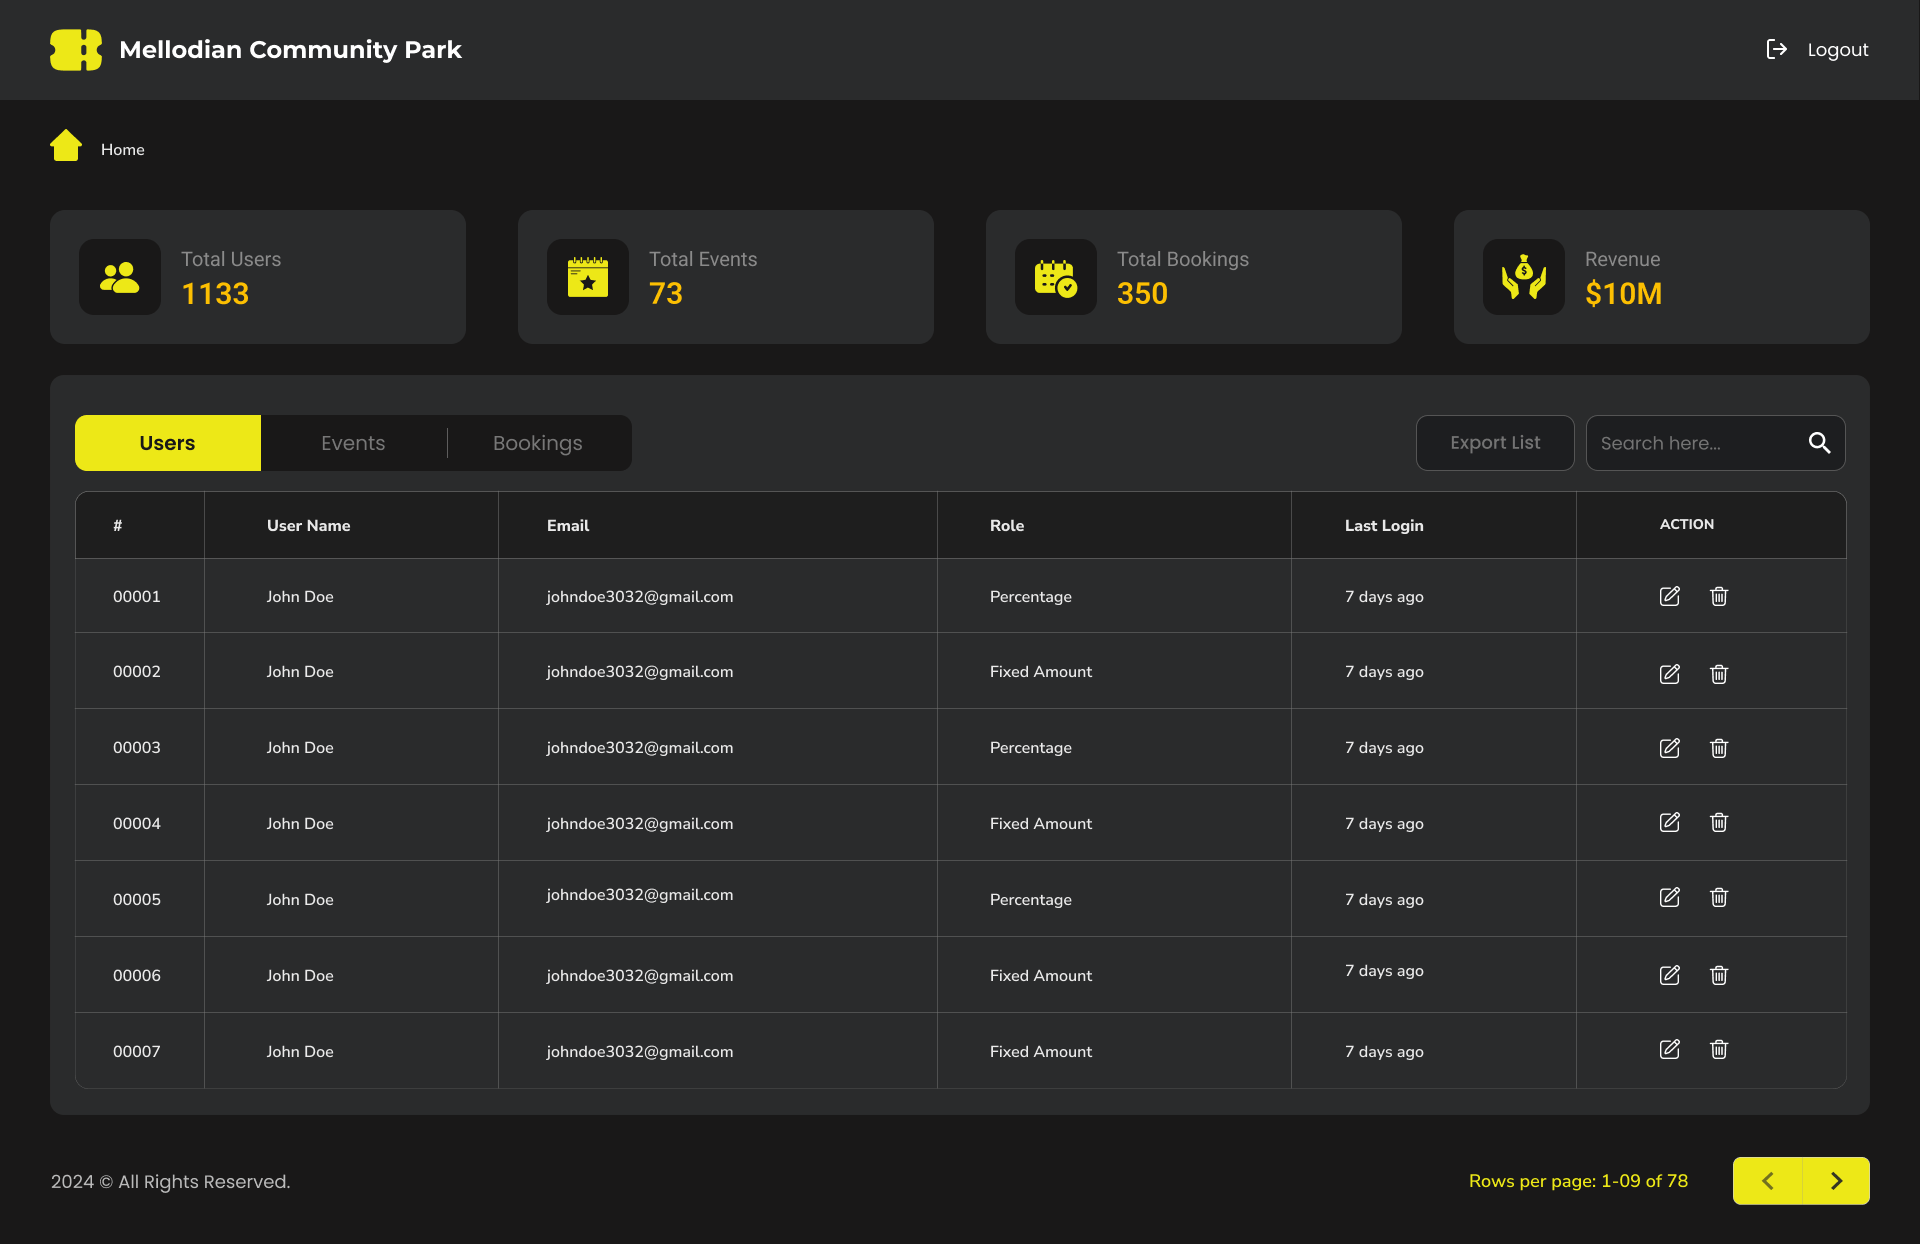 Mellodian Community Park
Logout
Home
Total Users
1133
Total Events
73
Total Bookings
350
Revenue
$10M
Users Events Bookings
Export List
Search here...
# User Name Email Role Last Login ACTION
00001 John Doe johndoe3032@gmail.com Percentage 7 days ago
00002 John Doe johndoe3032@gmail.com Fixed Amount 7 days ago
00003 John Doe johndoe3032@gmail.com Percentage 7 days ago
00004 John Doe johndoe3032@gmail.com Fixed Amount 7 days ago
00005 John Doe johndoe3032@gmail.com Percentage 7 days ago
00006 John Doe johndoe3032@gmail.com Fixed Amount 7 days ago
00007 John Doe johndoe3032@gmail.com Fixed Amount 7 days ago
2024 © All Rights Reserved.
Rows per page: 1-09 of 78